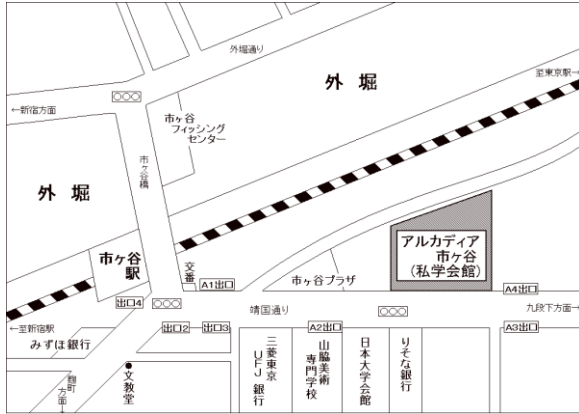 外堀通り
至東京駅→
外 堀
←新宿方面
市ヶ谷
フィッシング
センター
市ヶ谷橋
外 堀
アルカディア
市ヶ谷
(私学会館)
市ヶ谷
駅
交番
A1出口
市ヶ谷プラザ
A4出口
出口4
靖国通り
九段下方面→
←至新宿駅
出口2
出口3
A2出口
A3出口
みずほ銀行
三菱東京
UFJ 銀行
山脇美術
専門学校
日本大学会館
りそな銀行
文教堂
麹町
方面